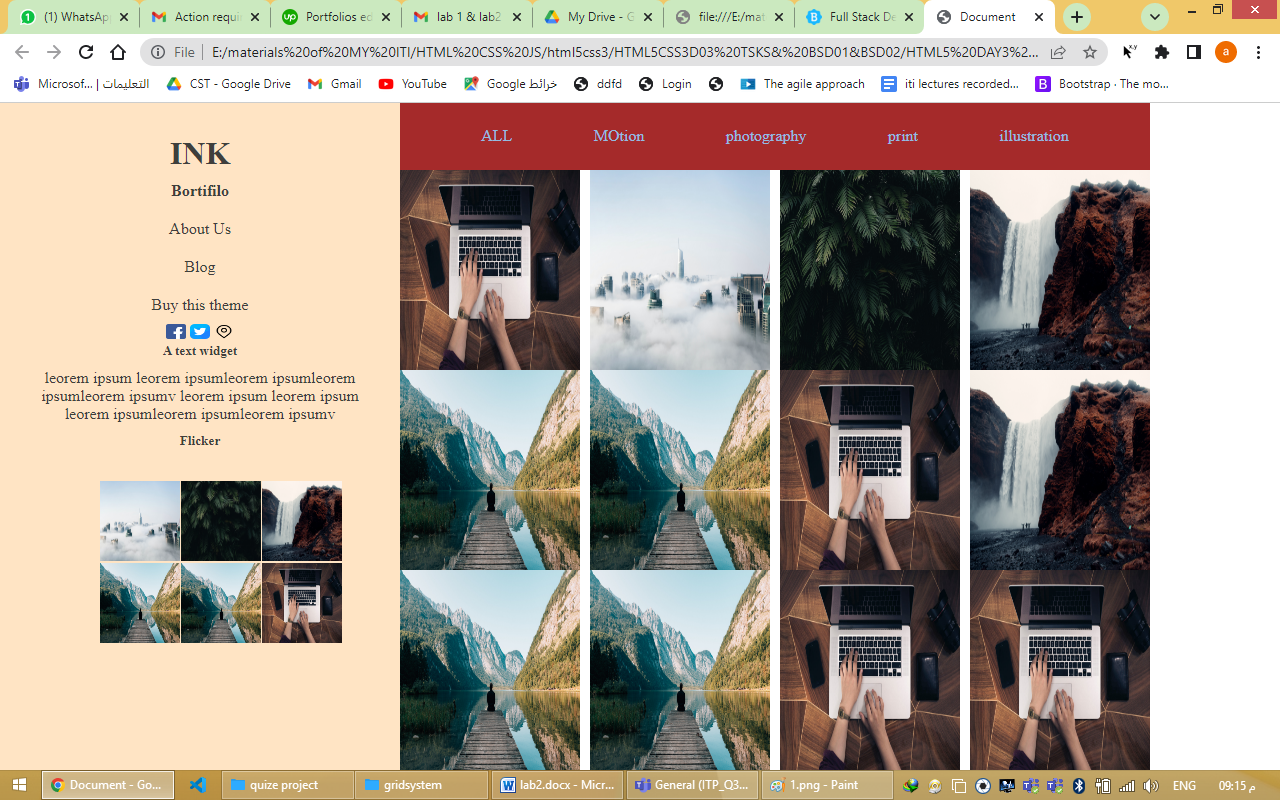 (1) WhatsAp
Action requir
Portfolios ed
lab 1 & lab2
My Drive - G
file:///E:/mat
Full Stack De
Document
File
E:/materials%20of%20MY%20ITI/HTML%20CSS%20JS/html5css3/HTML5CSS3D03%20TSKS&%20BSD01&BSD02/HTML5%20DAY3%2...
a
Microsof... | التعليمات
CST - Google Drive
Gmail
YouTube
خرائط Google
ddfd
Login
The agile approach
iti lectures recorded...
Bootstrap · The mo...
ALL
MOtion
photography
print
illustration
INK
Bortifilo
About Us
Blog
Buy this theme
A text widget
leorem ipsum leorem ipsumleorem ipsumleorem
ipsumleorem ipsumv leorem ipsum leorem ipsum
leorem ipsumleorem ipsumleorem ipsumv
Flicker
Document - Go...
quize project
gridsystem
lab2.docx - Micr...
General (ITP_Q3...
1.png - Paint
ENG
09:15 م